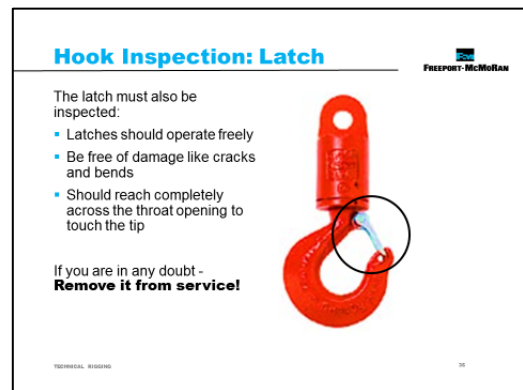 Hook Inspection: Latch
FREEPORT-McMoRAN
The latch must also be
inspected:
▪ Latches should operate freely
▪ Be free of damage like cracks
and bends
▪ Should reach completely
across the throat opening to
touch the tip
If you are in any doubt -
Remove it from service!
TECHNICAL RIGGING